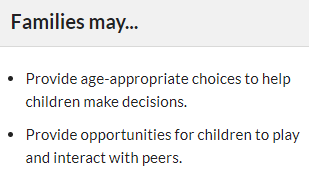 Families may...
• Provide age-appropriate choices to help
children make decisions.
• Provide opportunities for children to play
and interact with peers.